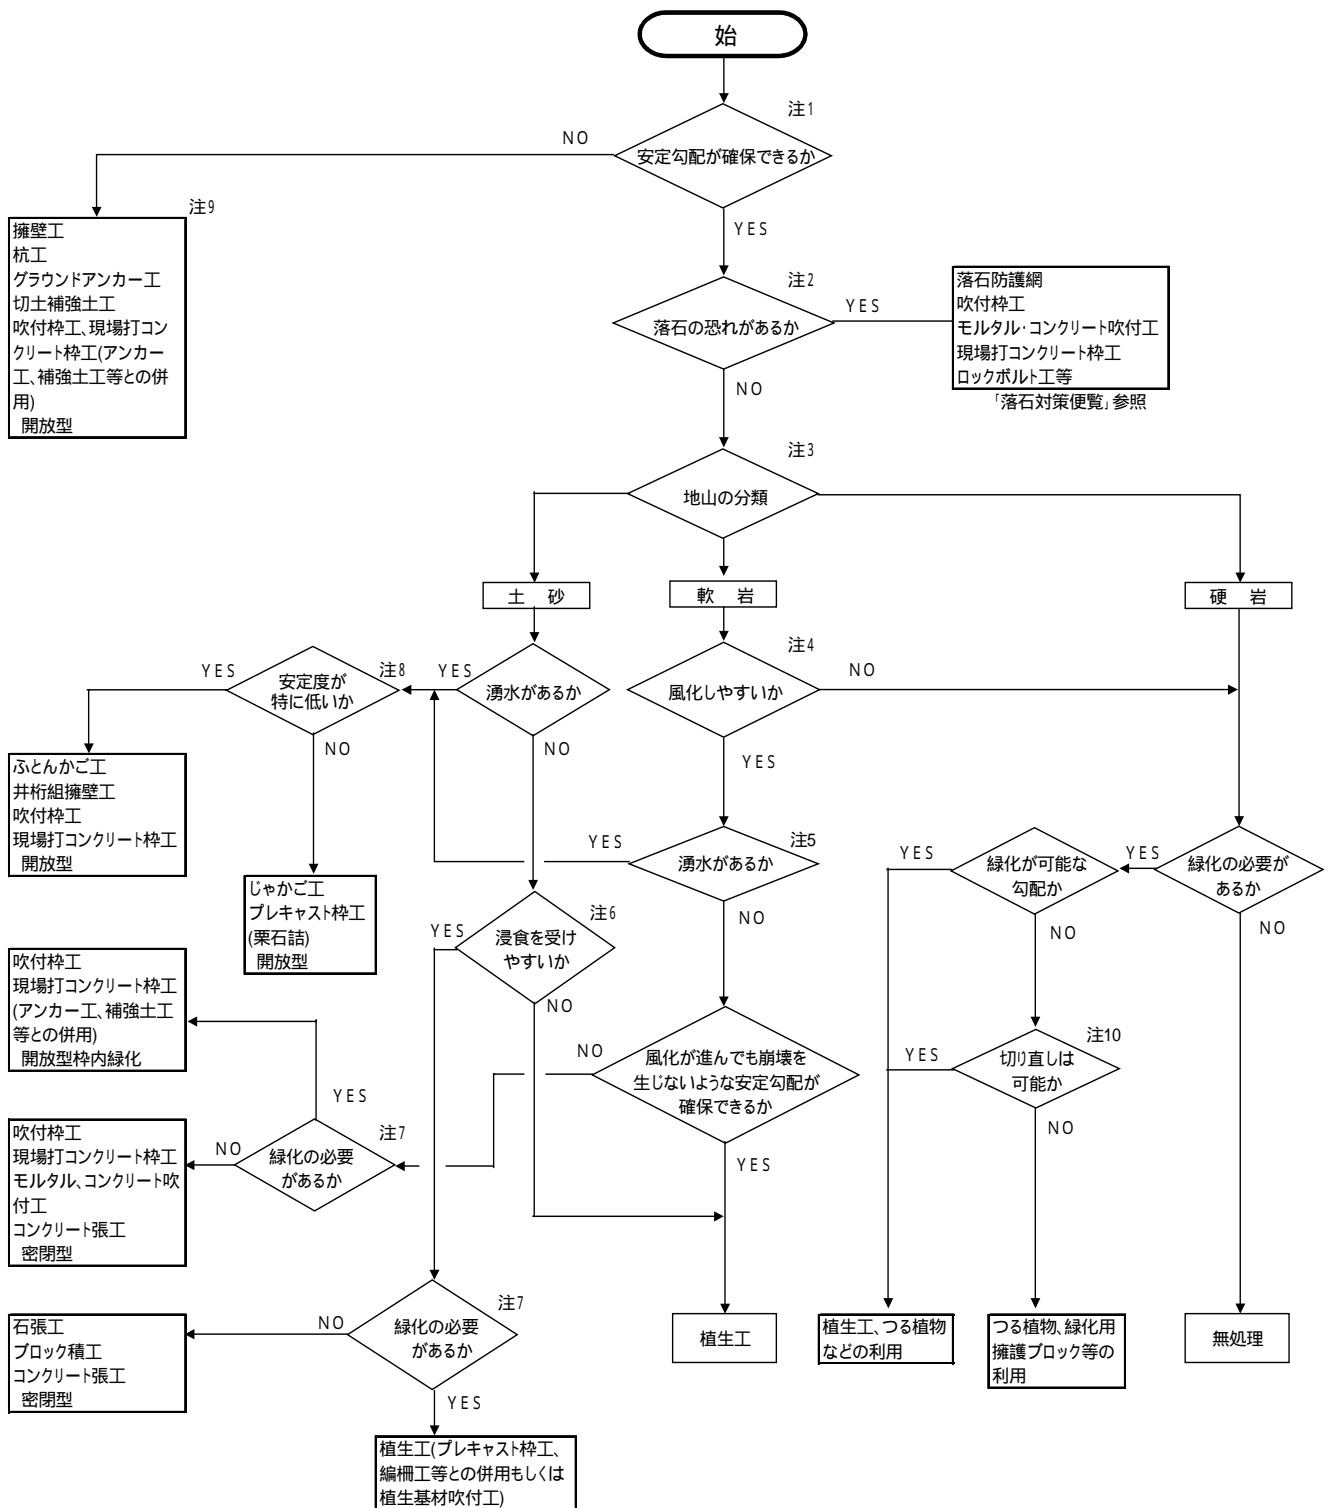 始
注1
安定勾配が確保できるか
NO
YES
注9
擁壁工
杭工
グラウンドアンカー工
切土補強土工
吹付枠工、現場打コン
クリート枠工(アンカー
工、補強土工等との併
用)
開放型
注2
落石の恐れがあるか
YES
NO
落石防護網
吹付枠工
モルタル・コンクリート吹付工
現場打コンクリート枠工
ロックボルト工等
「落石対策便覧」参照
注3
地山の分類
土 砂
軟 岩
硬 岩
注8
安定度が
特に低いか
YES
NO
湧水があるか
YES
NO
注4
風化しやすいか
NO
YES
ふとんかご工
井桁組擁壁工
吹付枠工
現場打コンクリート枠工
開放型
じゃかご工
プレキャスト枠工
(栗石詰)
開放型
注5
湧水があるか
YES
NO
緑化が可能な
勾配か
YES
NO
緑化の必要が
あるか
YES
NO
注6
浸食を受け
やすいか
YES
NO
吹付枠工
現場打コンクリート枠工
(アンカー工、補強土工
等との併用)
開放型枠内緑化
風化が進んでも崩壊を
生じないような安定勾配が
確保できるか
NO
YES
注10
切り直しは
可能か
YES
NO
注7
緑化の必要
があるか
YES
NO
吹付枠工
現場打コンクリート枠工
モルタル、コンクリート吹
付工
コンクリート張工
密閉型
注7
緑化の必要
があるか
NO
YES
石張工
ブロック積工
コンクリート張工
密閉型
植生工(プレキャスト枠工、
編柵工等との併用もしくは
植生基材吹付工)
植生工
植生工、つる植物
などの利用
つる植物、緑化用
擁護ブロック等の
利用
無処理